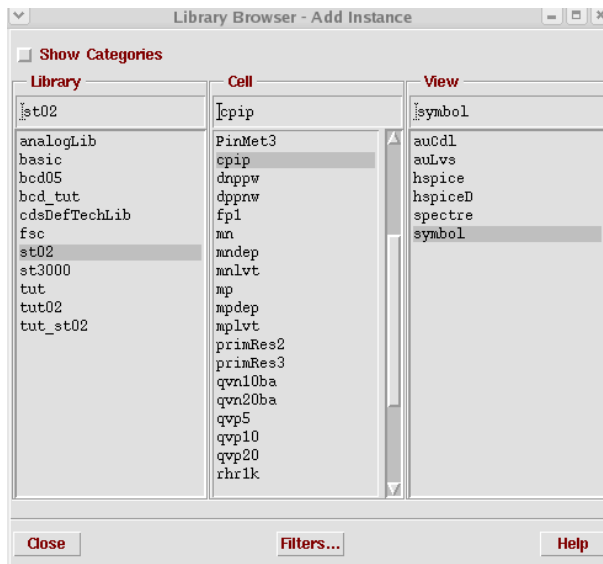 Library Browser - Add Instance
Show Categories
Library
st02
analogLib
basic
bcd05
bcd_tut
cdsDefTechLib
fsc
st02
st3000
tut
tut02
tut_st02
Cell
cpip
PinMet3
cpip
dnppw
dppnw
fp1
mn
mndep
mnlvt
mp
mpdep
mplvt
primRes2
primRes3
qvn10ba
qvn20ba
qvp5
qvp10
qvp20
rhr1k
View
symbol
auCdl
auLvs
hspice
hspiceD
spectre
symbol
Close
Filters...
Help